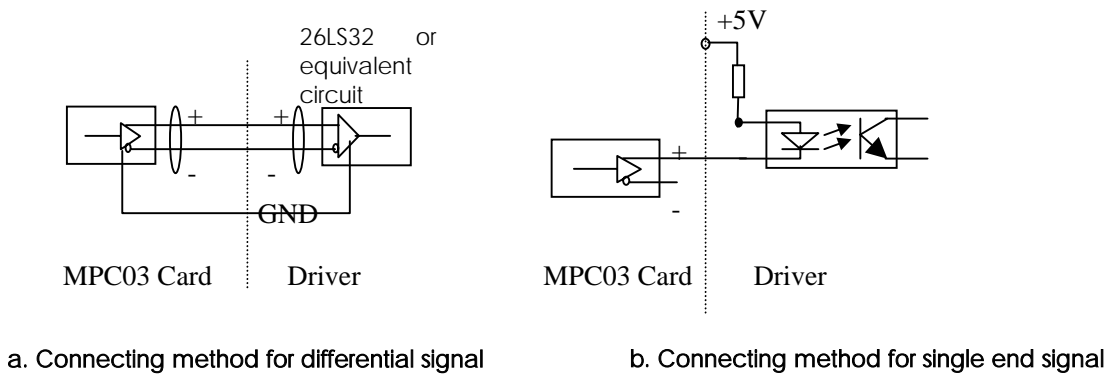 26LS32 or
equivalent
circuit
+ +
- -
GND
MPC03 Card Driver
a. Connecting method for differential signal
+5V
+ -
-
MPC03 Card Driver
b. Connecting method for single end signal